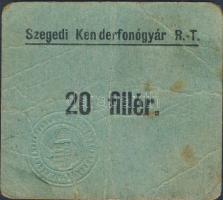 Szegedi Kenderfonógyár R.-T.
20 fillér.